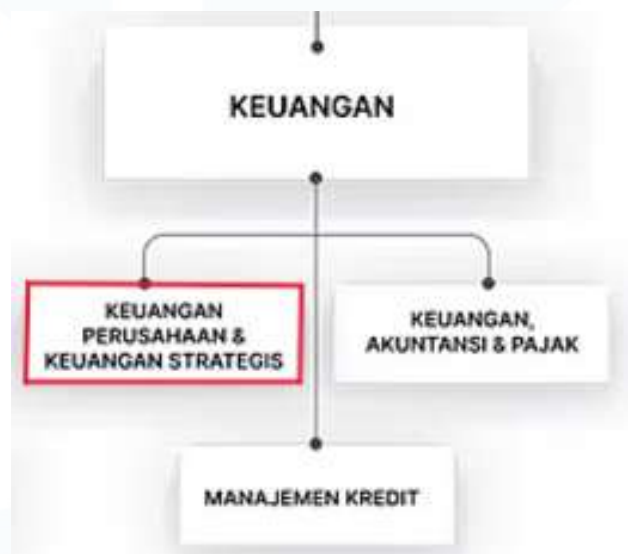 KEUANGAN
KEUANGAN
PERUSAHAAN &
KEUANGAN STRATEGIS
KEUANGAN,
AKUNTANSI & PAJAK
MANAJEMEN KREDIT